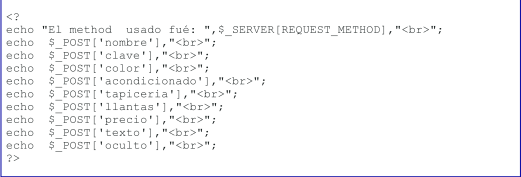 <?
echo "El method  usado fué: ",$_SERVER[REQUEST_METHOD],"<br>";
echo  $_POST['nombre'],"<br>";
echo  $_POST['clave'],"<br>";
echo  $_POST['color'],"<br>";
echo  $_POST['acondicionado'],"<br>";
echo  $_POST['tapiceria'],"<br>";
echo  $_POST['llantas'],"<br>";
echo  $_POST['precio'],"<br>";
echo  $_POST['texto'],"<br>";
echo  $_POST['oculto'],"<br>";
?>